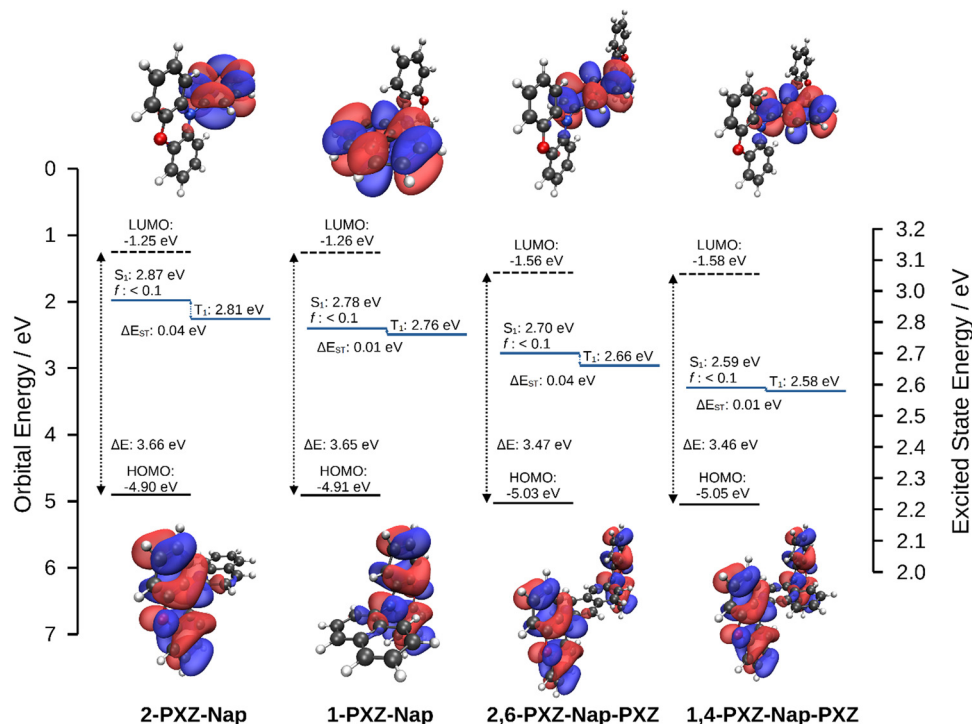 Orbital Energy / eV
0
1
2
3
4
5
6
7
LUMO:
-1.25 eV
S₁: 2.87 eV
f : < 0.1
T₁: 2.81 eV
ΔE_ST: 0.04 eV
ΔE: 3.66 eV
HOMO:
-4.90 eV
2-PXZ-Nap
LUMO:
-1.26 eV
S₁: 2.78 eV
f : < 0.1
T₁: 2.76 eV
ΔE_ST: 0.01 eV
ΔE: 3.65 eV
HOMO:
-4.91 eV
1-PXZ-Nap
LUMO:
-1.56 eV
S₁: 2.70 eV
f : < 0.1
T₁: 2.66 eV
ΔE_ST: 0.04 eV
ΔE: 3.47 eV
HOMO:
-5.03 eV
2,6-PXZ-Nap-PXZ
LUMO:
-1.58 eV
S₁: 2.59 eV
f : < 0.1
T₁: 2.58 eV
ΔE_ST: 0.01 eV
ΔE: 3.46 eV
HOMO:
-5.05 eV
1,4-PXZ-Nap-PXZ
3.2
3.1
3.0
2.8
2.7
2.6
2.5
2.4
2.3
2.2
2.1
2.0
Excited State Energy / eV